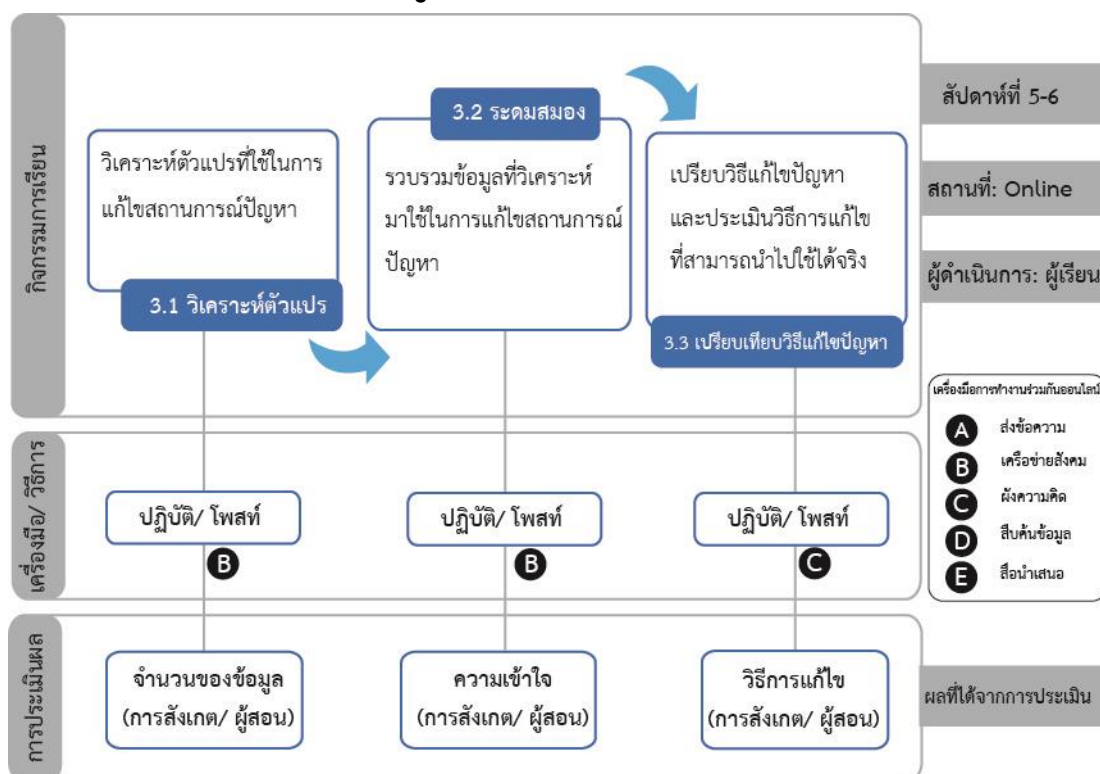 กิจกรรมการเรียน
วิเคราะห์ตัวแปรที่ใช้ในการ
แก้ไขสถานการณ์ปัญหา
3.1 วิเคราะห์ตัวแปร
3.2 ระดมสมอง
รวบรวมข้อมูลที่วิเคราะห์
มาใช้ในการแก้ไขสถานการณ์
ปัญหา
เปรียบวิธีแก้ไขปัญหา
และประเมินวิธีการแก้ไข
ที่สามารถนำไปใช้ได้จริง
3.3 เปรียบเทียบวิธีแก้ไขปัญหา
สัปดาห์ที่ 5-6
สถานที่: Online
ผู้ดำเนินการ: ผู้เรียน
เครื่องมือการทำงานร่วมกันออนไลน์
A ส่งข้อความ
B เครือข่ายสังคม
C ผังความคิด
D สืบค้นข้อมูล
E สื่อนำเสนอ
เครื่องมือ/ วิธีการ
ปฏิบัติ/ โพสท์
B
ปฏิบัติ/ โพสท์
B
ปฏิบัติ/ โพสท์
C
การประเมินผล
จำนวนของข้อมูล
(การสังเกต/ ผู้สอน)
ความเข้าใจ
(การสังเกต/ ผู้สอน)
วิธีการแก้ไข
(การสังเกต/ ผู้สอน)
ผลที่ได้จากการประเมิน